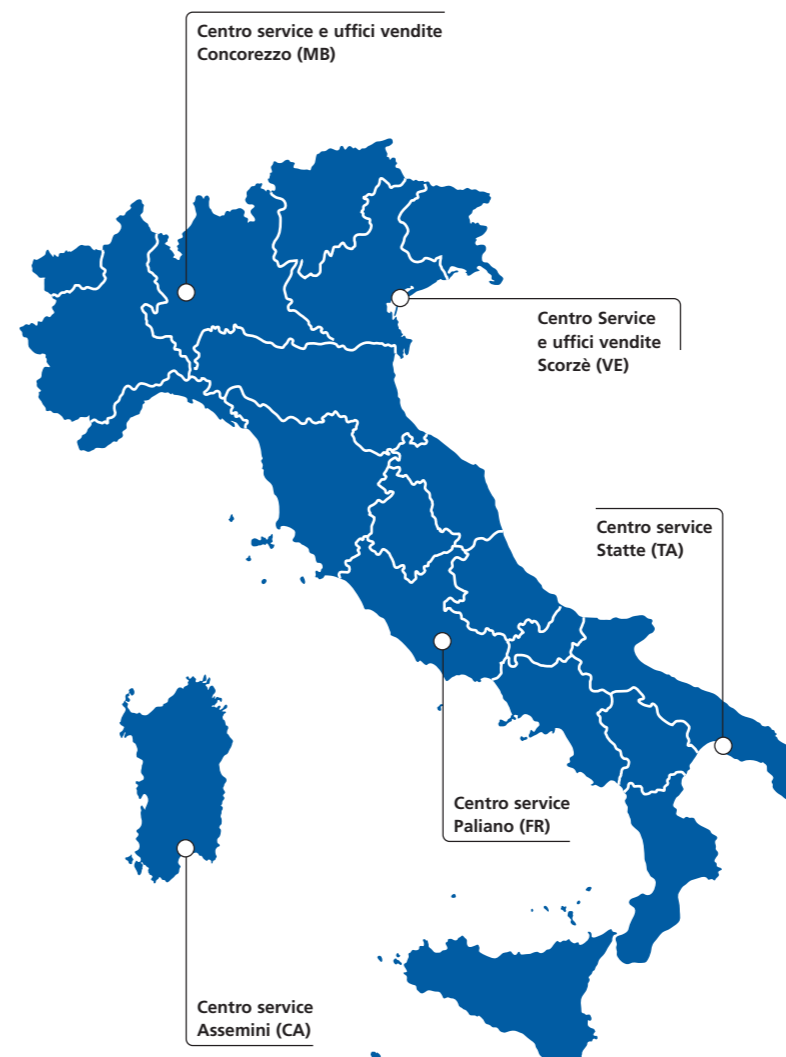 Centro service e uffici vendite
Concorezzo (MB)
Centro Service
e uffici vendite
Scorzè (VE)
Centro service
Statte (TA)
Centro service
Paliano (FR)
Centro service
Assemini (CA)